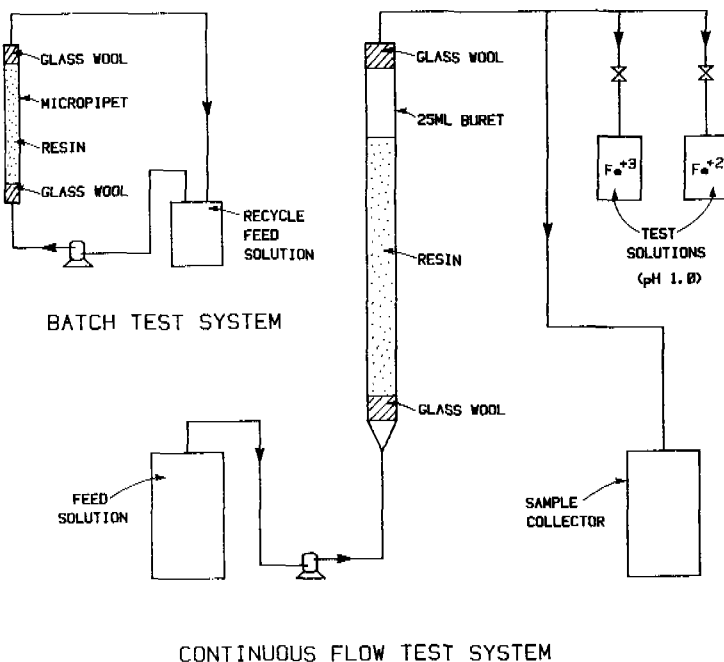 GLASS WOOL
MICROPIPET
RESIN
GLASS WOOL
RECYCLE
FEED
SOLUTION
BATCH TEST SYSTEM
GLASS WOOL
25ML BURET
RESIN
GLASS WOOL
Fe+3
Fe+2
TEST
SOLUTIONS
(pH 1.0)
FEED
SOLUTION
SAMPLE
COLLECTOR
CONTINUOUS FLOW TEST SYSTEM